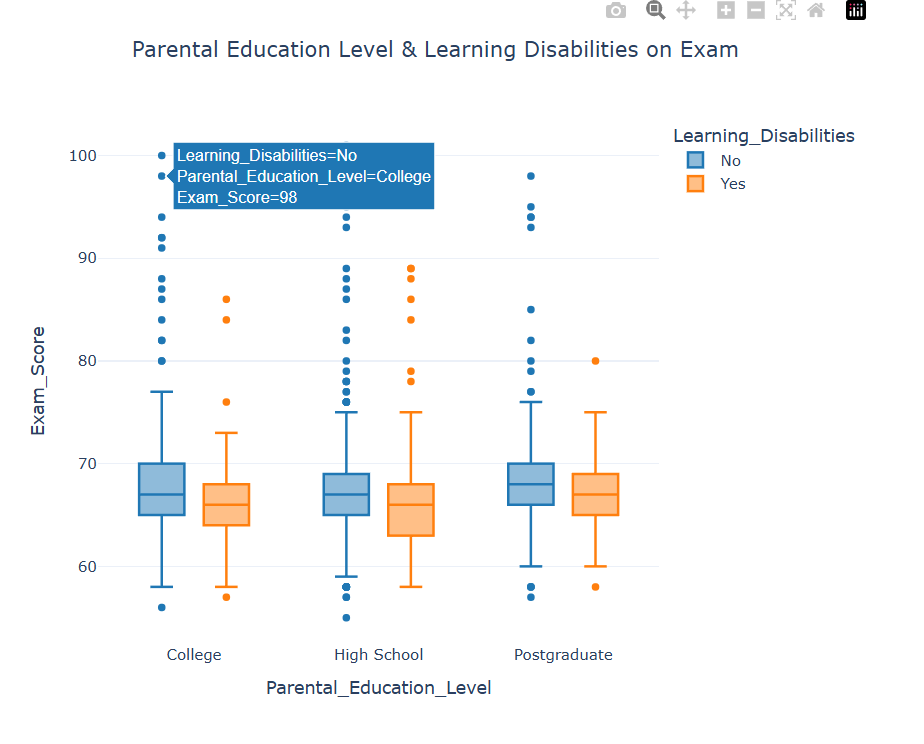 Parental Education Level & Learning Disabilities on Exam
Learning_Disabilities
No
Yes
Learning_Disabilities=No
Parental_Education_Level=College
Exam_Score=98
100
90
80
70
60
Exam_Score
College
High School
Postgraduate
Parental_Education_Level